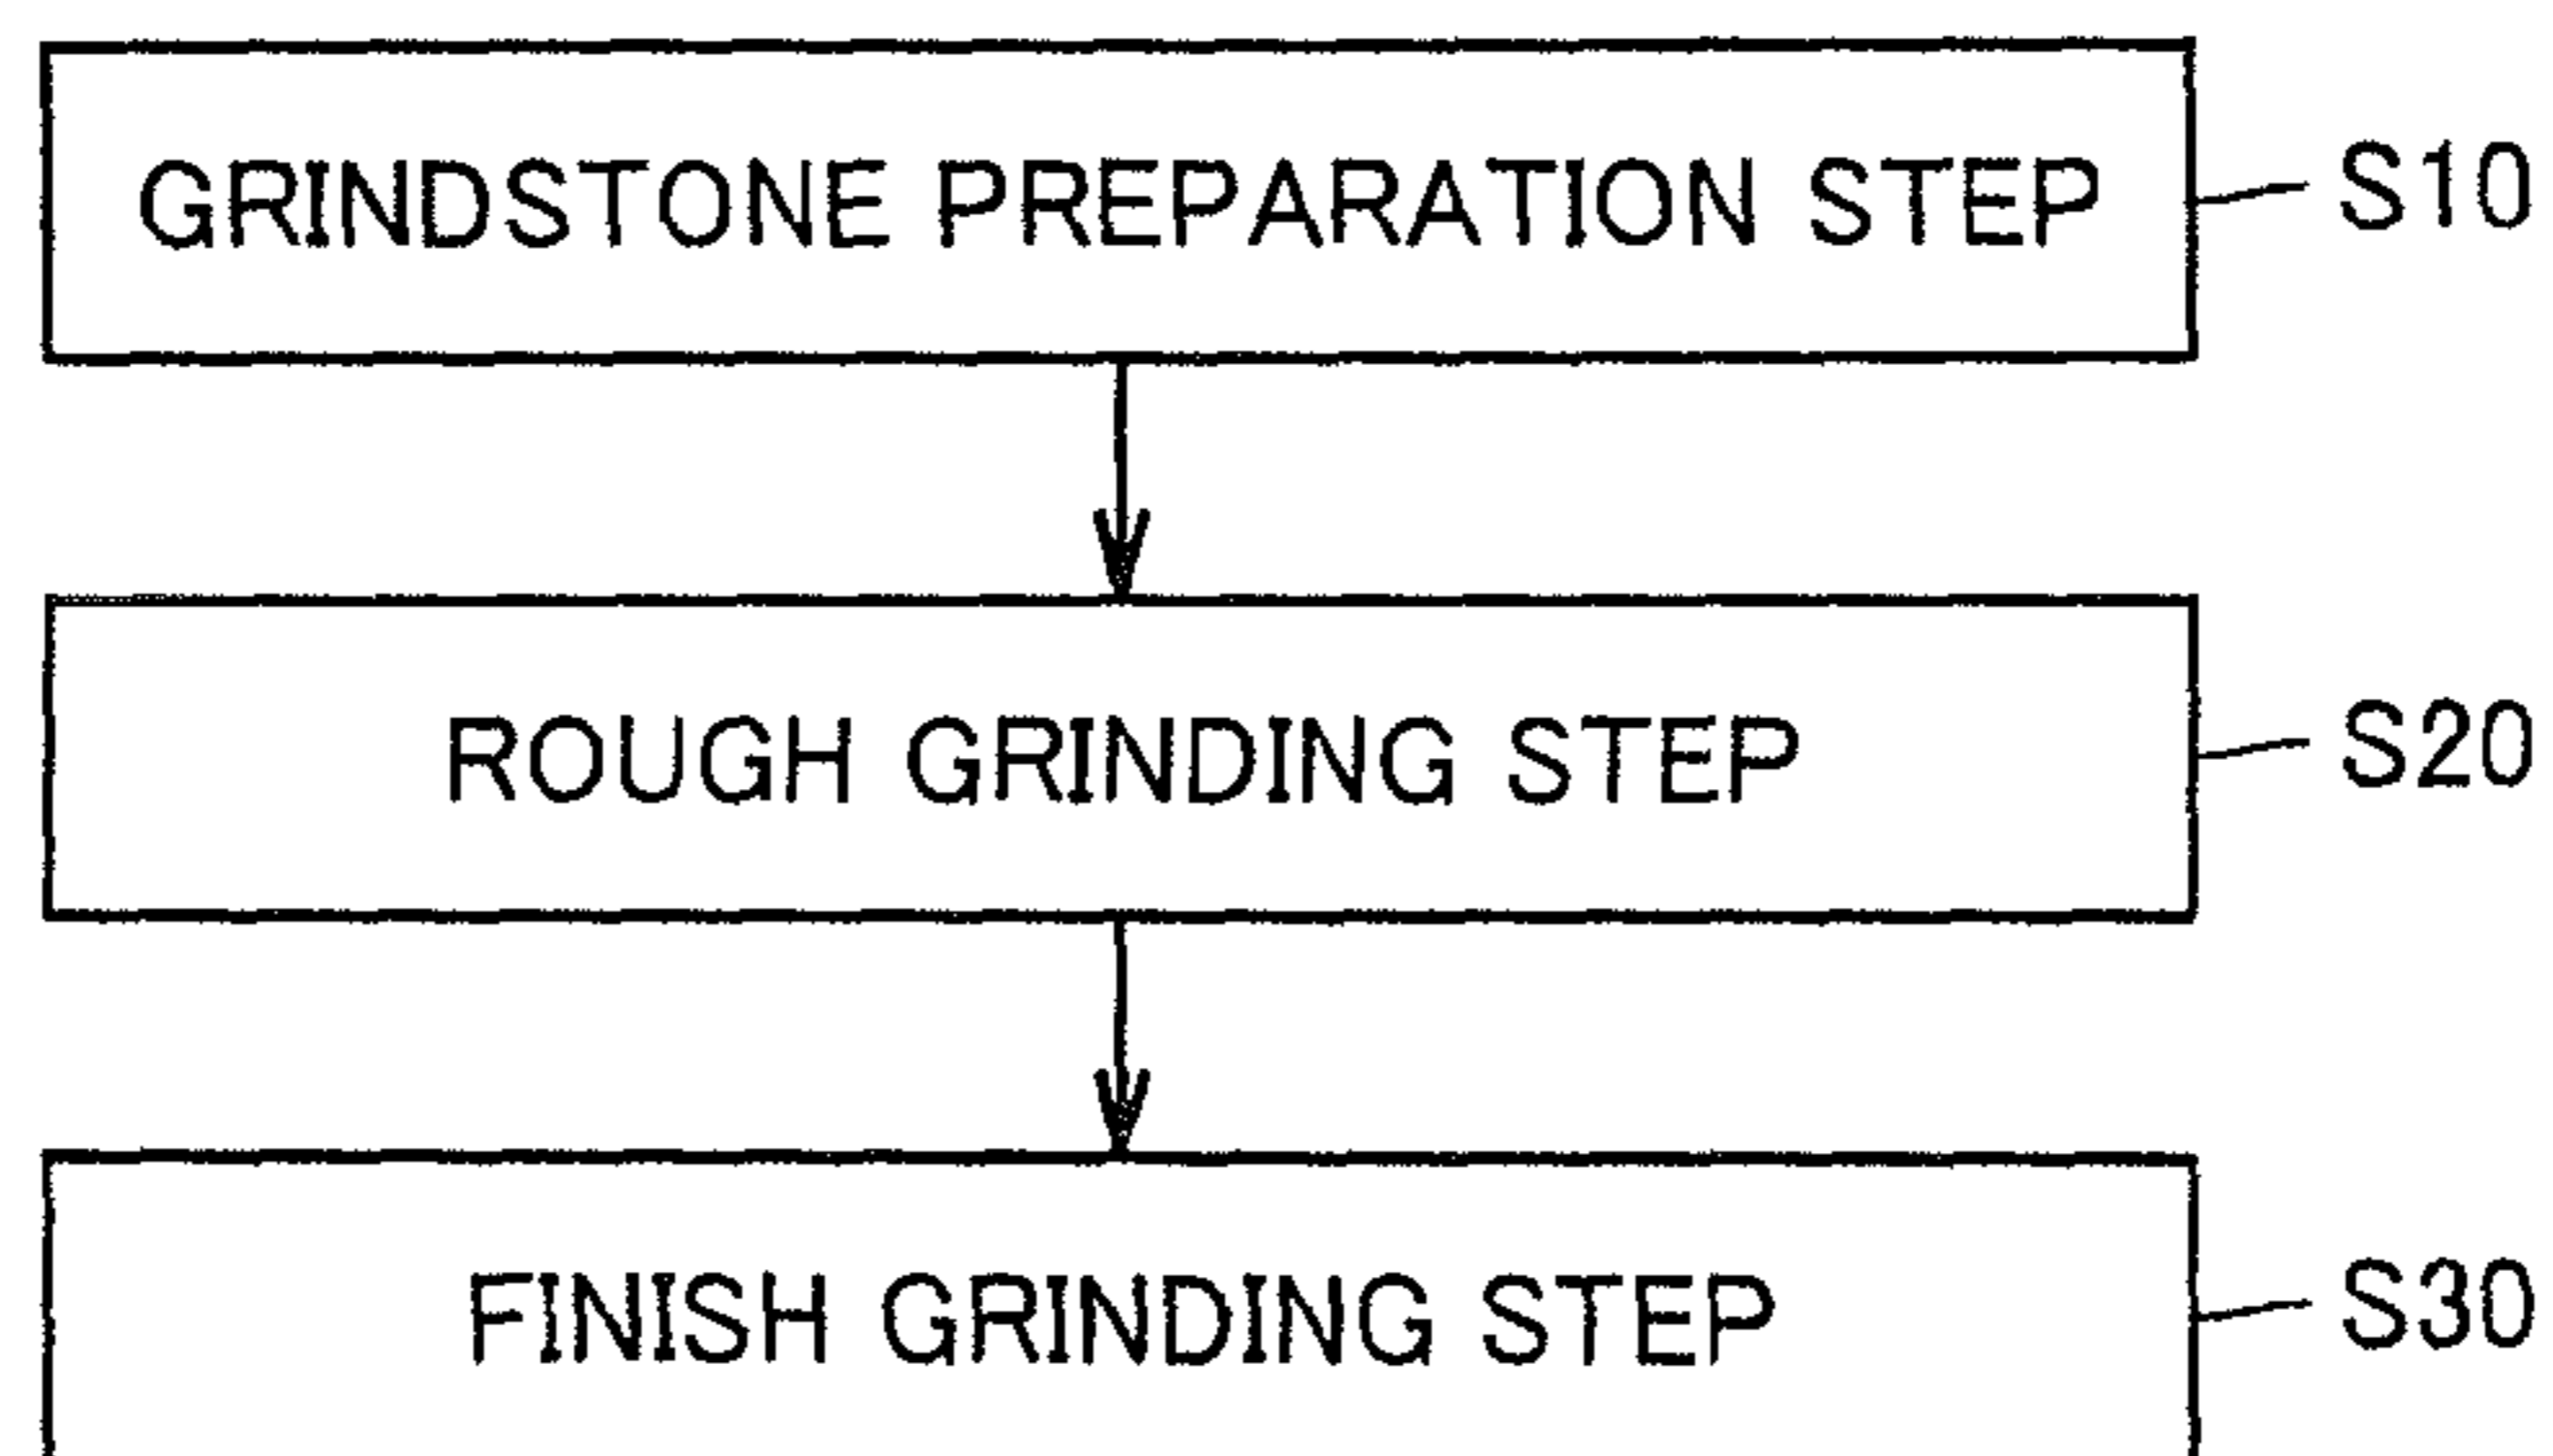 GRINDSTONE PREPARATION STEP S10
ROUGH GRINDING STEP S20
FINISH GRINDING STEP S30